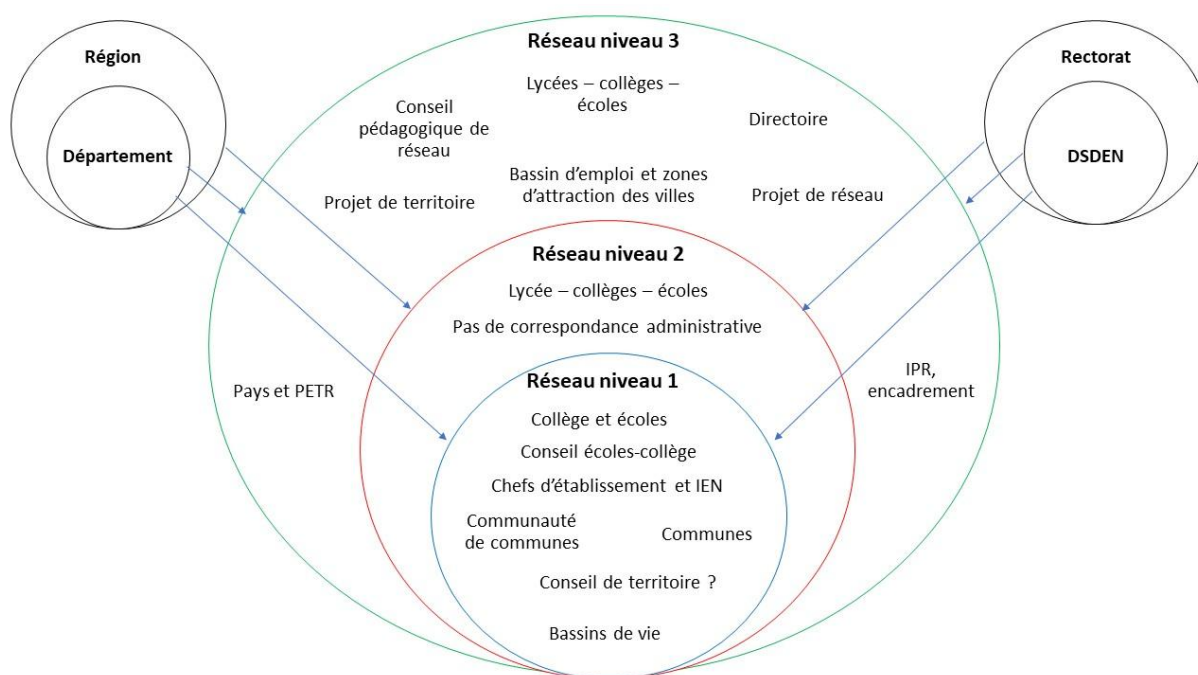 Réseau niveau 3
Région
Rectorat
Lycées – collèges –
écoles
Conseil
pédagogique de
réseau
Directoire
Département
DSDEN
Bassin d’emploi et zones
d’attraction des villes
Projet de territoire
Projet de réseau
Réseau niveau 2
Lycée – collèges – écoles
Pas de correspondance administrative
Réseau niveau 1
Pays et PETR
IPR,
encadrement
Collège et écoles
Conseil écoles-collège
Chefs d’établissement et IEN
Communauté
de communes
Communes
Conseil de territoire ?
Bassins de vie